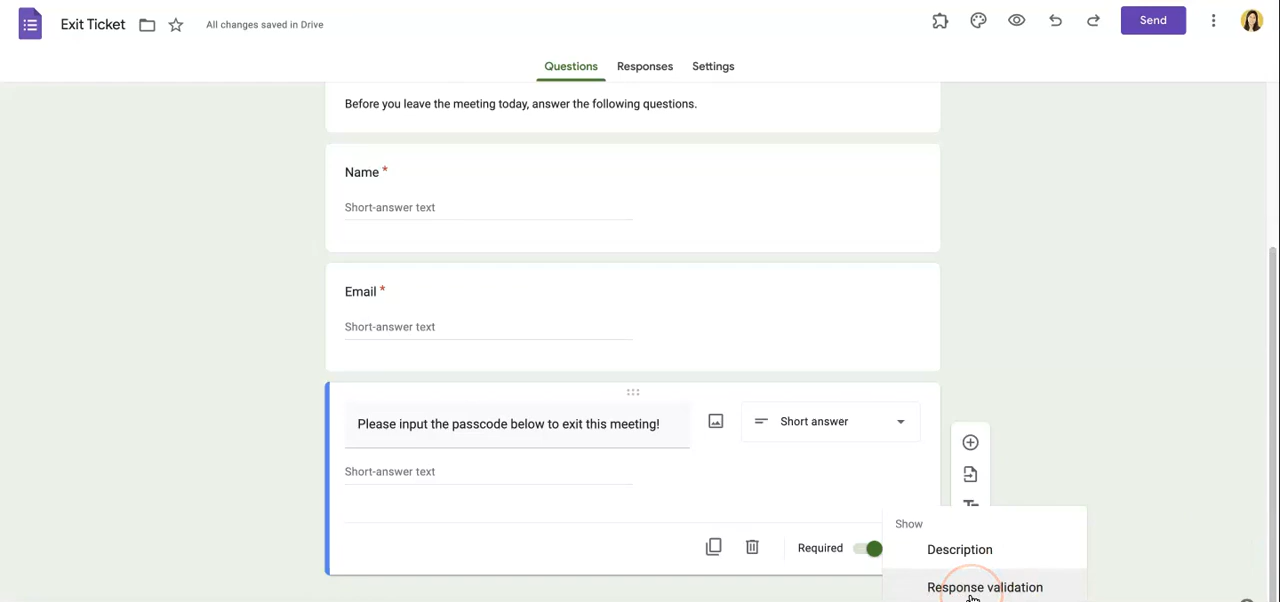 Exit Ticket
All changes saved in Drive
Send
Questions Responses Settings
Before you leave the meeting today, answer the following questions.
Name *
Short-answer text
Email *
Short-answer text
Please input the passcode below to exit this meeting!
Short answer
Short-answer text
Required
Show
Description
Response validation